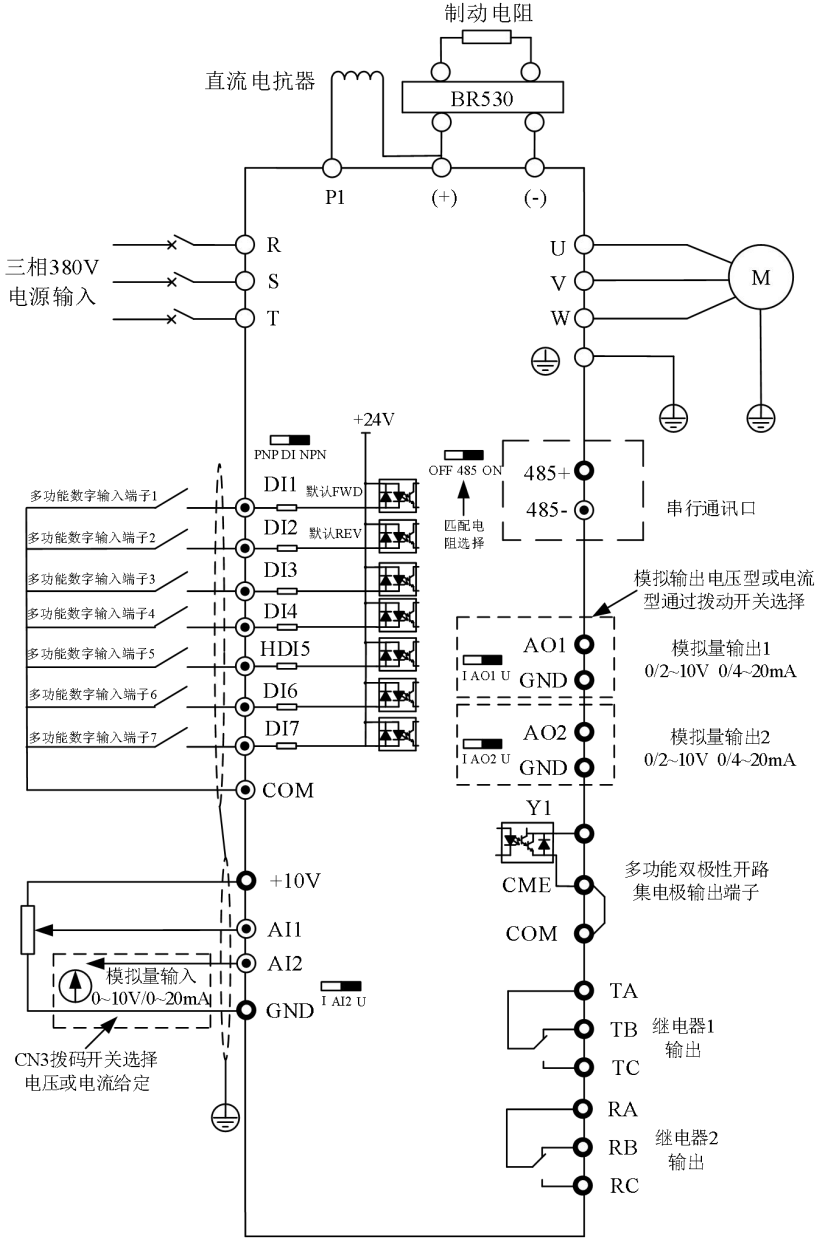 制动电阻
直流电抗器
BR530
P1
(+)
(-)
三相380V
电源输入
R
S
T
U
V
W
M
+24V
PNP DI NPN
OFF 485 ON
匹配电
阻选择
485+
485-
串行通讯口
多功能数字输入端子1
DI1
默认FWD
多功能数字输入端子2
DI2
默认REV
多功能数字输入端子3
DI3
多功能数字输入端子4
DI4
多功能数字输入端子5
HDI5
多功能数字输入端子6
DI6
多功能数字输入端子7
DI7
COM
模拟输出电压型或电流
型通过拨动开关选择
I AO1 U
AO1
GND
模拟量输出1
0/2~10V 0/4~20mA
I AO2 U
AO2
GND
模拟量输出2
0/2~10V 0/4~20mA
Y1
CME
COM
多功能双极性开路
集电极输出端子
+10V
AI1
AI2
GND
I AI2 U
模拟量输入
0~10V/0~20mA
CN3拨码开关选择
电压或电流给定
TA
TB
TC
继电器1
输出
RA
RB
RC
继电器2
输出